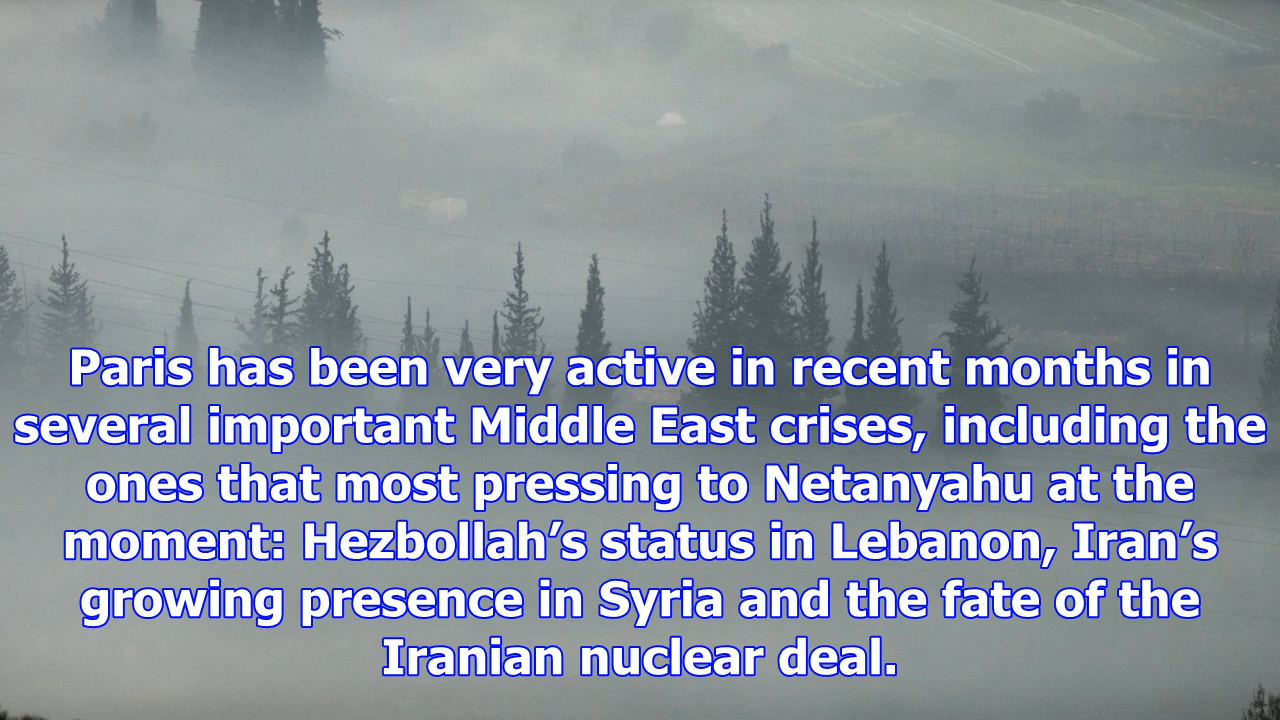 Paris has been very active in recent months in
several important Middle East crises, including the
ones that most pressing to Netanyahu at the
moment: Hezbollah’s status in Lebanon, Iran’s
growing presence in Syria and the fate of the
Iranian nuclear deal.